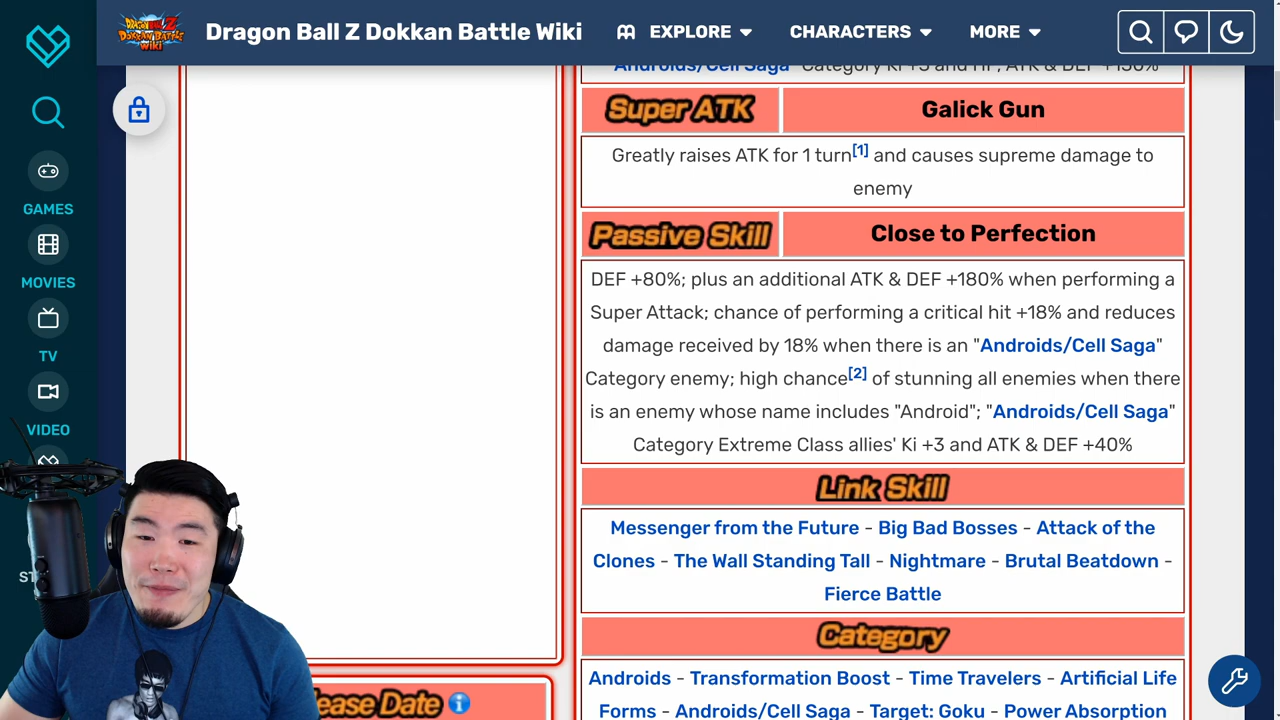 Dragon Ball Z Dokkan Battle Wiki
EXPLORE
CHARACTERS
MORE
GAMES
MOVIES
TV
VIDEO
Androids/Cell Saga" Category Ki +3 and HP, ATK & DEF +130%
Super ATK
Galick Gun
Greatly raises ATK for 1 turn[1] and causes supreme damage to
enemy
Passive Skill
Close to Perfection
DEF +80%; plus an additional ATK & DEF +180% when performing a
Super Attack; chance of performing a critical hit +18% and reduces
damage received by 18% when there is an "Androids/Cell Saga"
Category enemy; high chance[2] of stunning all enemies when there
is an enemy whose name includes "Android"; "Androids/Cell Saga"
Category Extreme Class allies' Ki +3 and ATK & DEF +40%
Link Skill
Messenger from the Future - Big Bad Bosses - Attack of the
Clones - The Wall Standing Tall - Nightmare - Brutal Beatdown -
Fierce Battle
Category
Androids - Transformation Boost - Time Travelers - Artificial Life
Forms - Androids/Cell Saga - Target: Goku - Power Absorption
ease Date